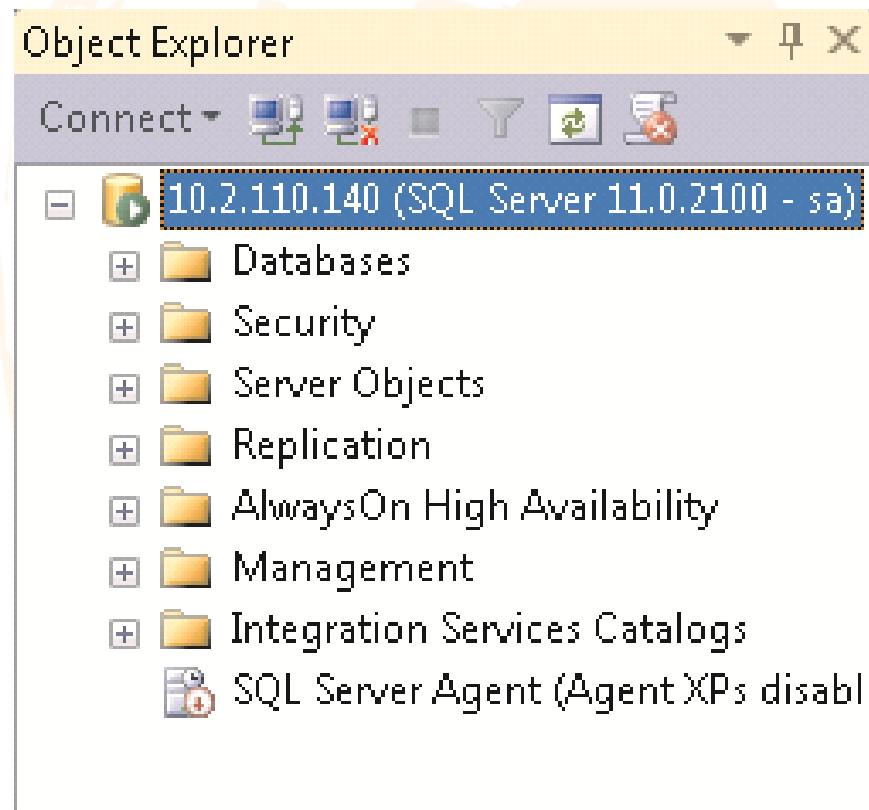 Object Explorer
Connect
10.2.110.140 (SQL Server 11.0.2100 - sa)
Databases
Security
Server Objects
Replication
AlwaysOn High Availability
Management
Integration Services Catalogs
SQL Server Agent (Agent XPs disabl